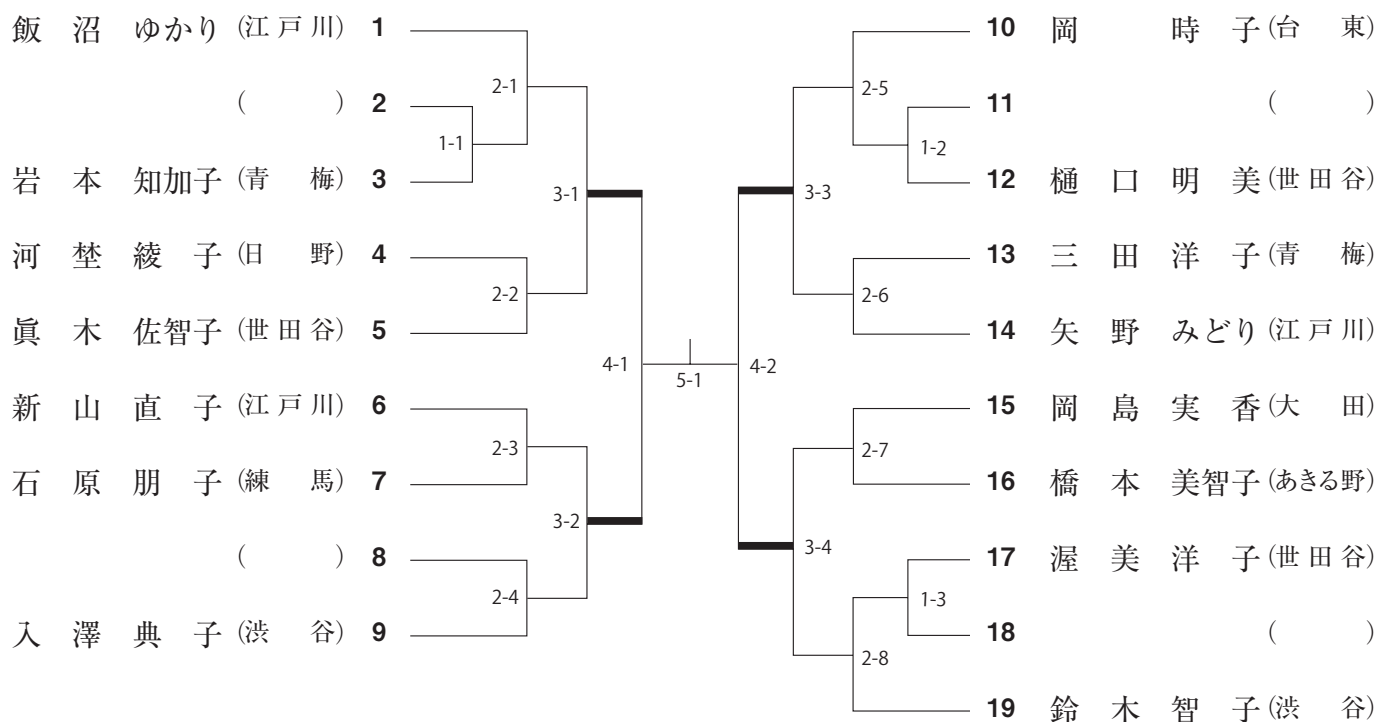 飯沼 ゆかり (江戸川) 1
( ) 2
岩本 知加子 (青梅) 3
河埜 綾子 (日野) 4
眞木 佐智子 (世田谷) 5
新山 直子 (江戸川) 6
石原 朋子 (練馬) 7
( ) 8
入澤 典子 (渋谷) 9
2-1
1-1
3-1
2-2
4-1
2-3
3-2
2-4
5-1
2-5
1-2
3-3
2-6
4-2
2-7
3-4
1-3
2-8
10 岡 時子 (台東)
11 ( )
12 樋口 明美 (世田谷)
13 三田 洋子 (青梅)
14 矢野 みどり (江戸川)
15 岡島 実香 (大田)
16 橋本 美智子 (あきる野)
17 渥美 洋子 (世田谷)
18 ( )
19 鈴木 智子 (渋谷)